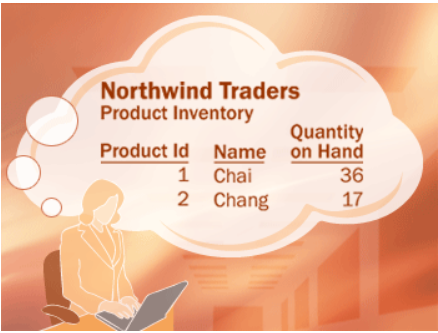 Northwind Traders
Product Inventory
Quantity
Product Id Name on Hand
1 Chai 36
2 Chang 17